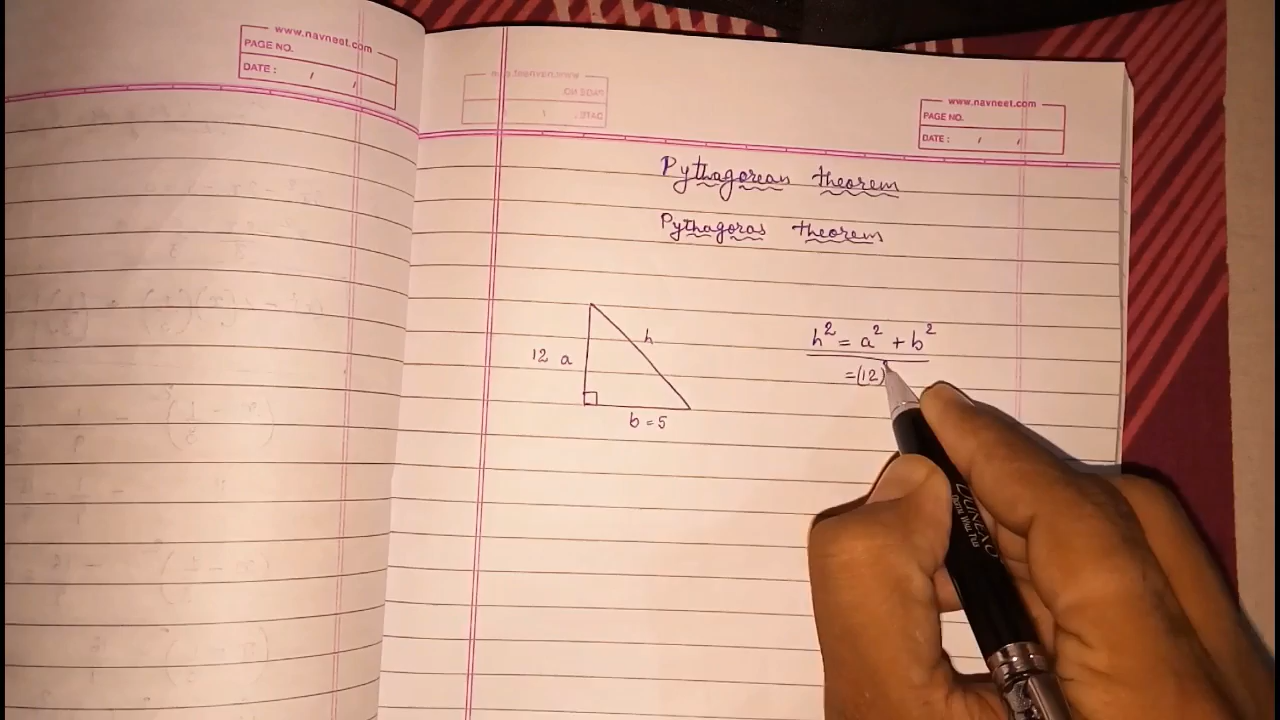 www.navneet.com
PAGE NO.
DATE : / /
www.navneet.com
PAGE NO.
DATE : / /
Pythagorean theorem
Pythagoras theorem
12 a
h
b = 5
h² = a² + b²
= (12)